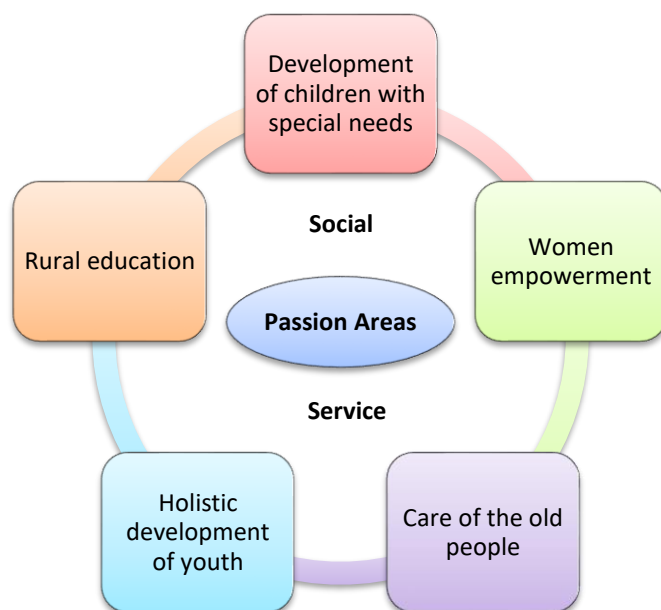 Development
of children with
special needs
Rural education
Social
Women
empowerment
Passion Areas
Service
Holistic
development
of youth
Care of the old
people